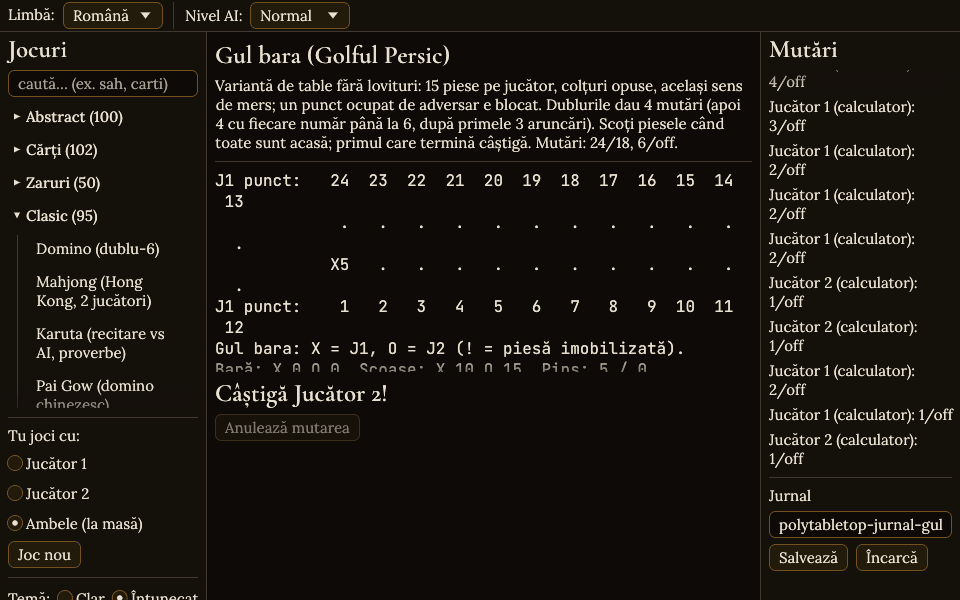 Limbă: Română ▼ Nivel AI: Normal ▼
Jocuri
caută... (ex. sah, carti)
▸ Abstract (100)
▸ Cărți (102)
▸ Zaruri (50)
▾ Clasic (95)
Domino (dublu-6)
Mahjong (Hong
Kong, 2 jucători)
Karuta (recitare vs
AI, proverbe)
Pai Gow (domino
chinezesc)
Tu joci cu:
Jucător 1
Jucător 2
Ambele (la masă)
Joc nou
Temă: Clar Întunecat
Gul bara (Golful Persic)
Variantă de table fără lovituri: 15 piese pe jucător, colțuri opuse, același sens
de mers; un punct ocupat de adversar e blocat. Dublurile dau 4 mutări (apoi
4 cu fiecare număr până la 6, după primele 3 aruncări). Scoți piesele când
toate sunt acasă; primul care termină câștigă. Mutări: 24/18, 6/off.
J1 punct: 24 23 22 21 20 19 18 17 16 15 14
13
. . . . . . . . . . .
.
X5 . . . . . . . . . .
.
J1 punct: 1 2 3 4 5 6 7 8 9 10 11
12
Gul bara: X = J1, O = J2 (! = piesă imobilizată).
Bară: X 0 O 0 Scoase: X 10 O 15 Pips: 5 / 0
Câștigă Jucător 2!
Anulează mutarea
Mutări
4/off
Jucător 1 (calculator):
3/off
Jucător 1 (calculator):
2/off
Jucător 1 (calculator):
2/off
Jucător 1 (calculator):
2/off
Jucător 2 (calculator):
1/off
Jucător 2 (calculator):
1/off
Jucător 1 (calculator):
2/off
Jucător 1 (calculator): 1/off
Jucător 2 (calculator):
1/off
Jurnal
polytabletop-jurnal-gul
Salvează Încarcă